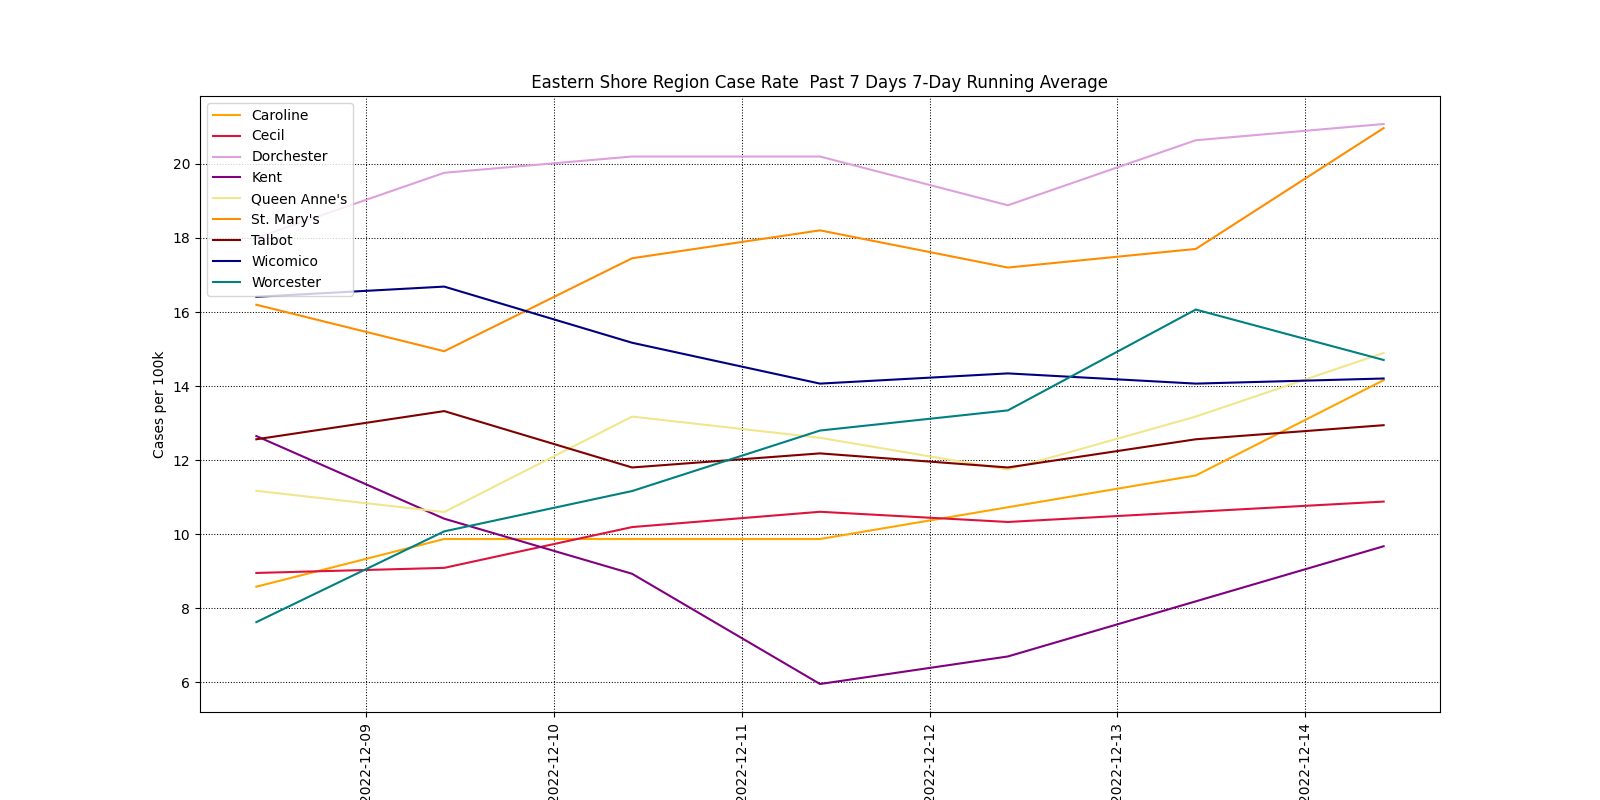 Eastern Shore Region Case Rate  Past 7 Days 7-Day Running Average
Caroline
Cecil
Dorchester
Kent
Queen Anne's
St. Mary's
Talbot
Wicomico
Worcester
Cases per 100k
20
18
16
14
12
10
8
6
2022-12-09
2022-12-10
2022-12-11
2022-12-12
2022-12-13
2022-12-14